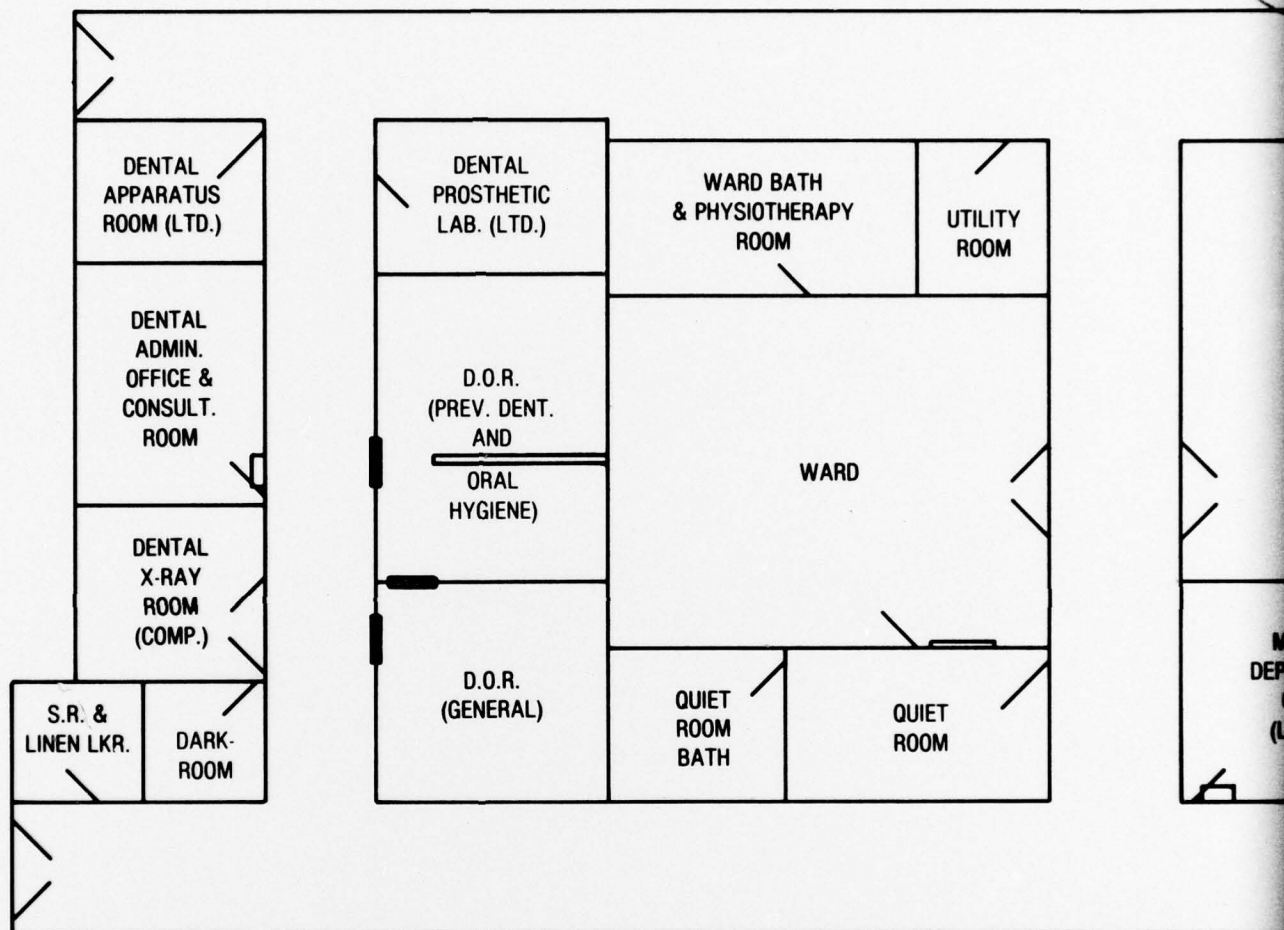 DENTAL
APPARATUS
ROOM (LTD.)
DENTAL
PROSTHETIC
LAB. (LTD.)
WARD BATH
& PHYSIOTHERAPY
ROOM
UTILITY
ROOM
DENTAL
ADMIN.
OFFICE &
CONSULT.
ROOM
D.O.R.
(PREV. DENT.
AND
ORAL
HYGIENE)
WARD
DENTAL
X-RAY
ROOM
(COMP.)
S.R. &
LINEN LKR.
DARK-
ROOM
D.O.R.
(GENERAL)
QUIET
ROOM
BATH
QUIET
ROOM